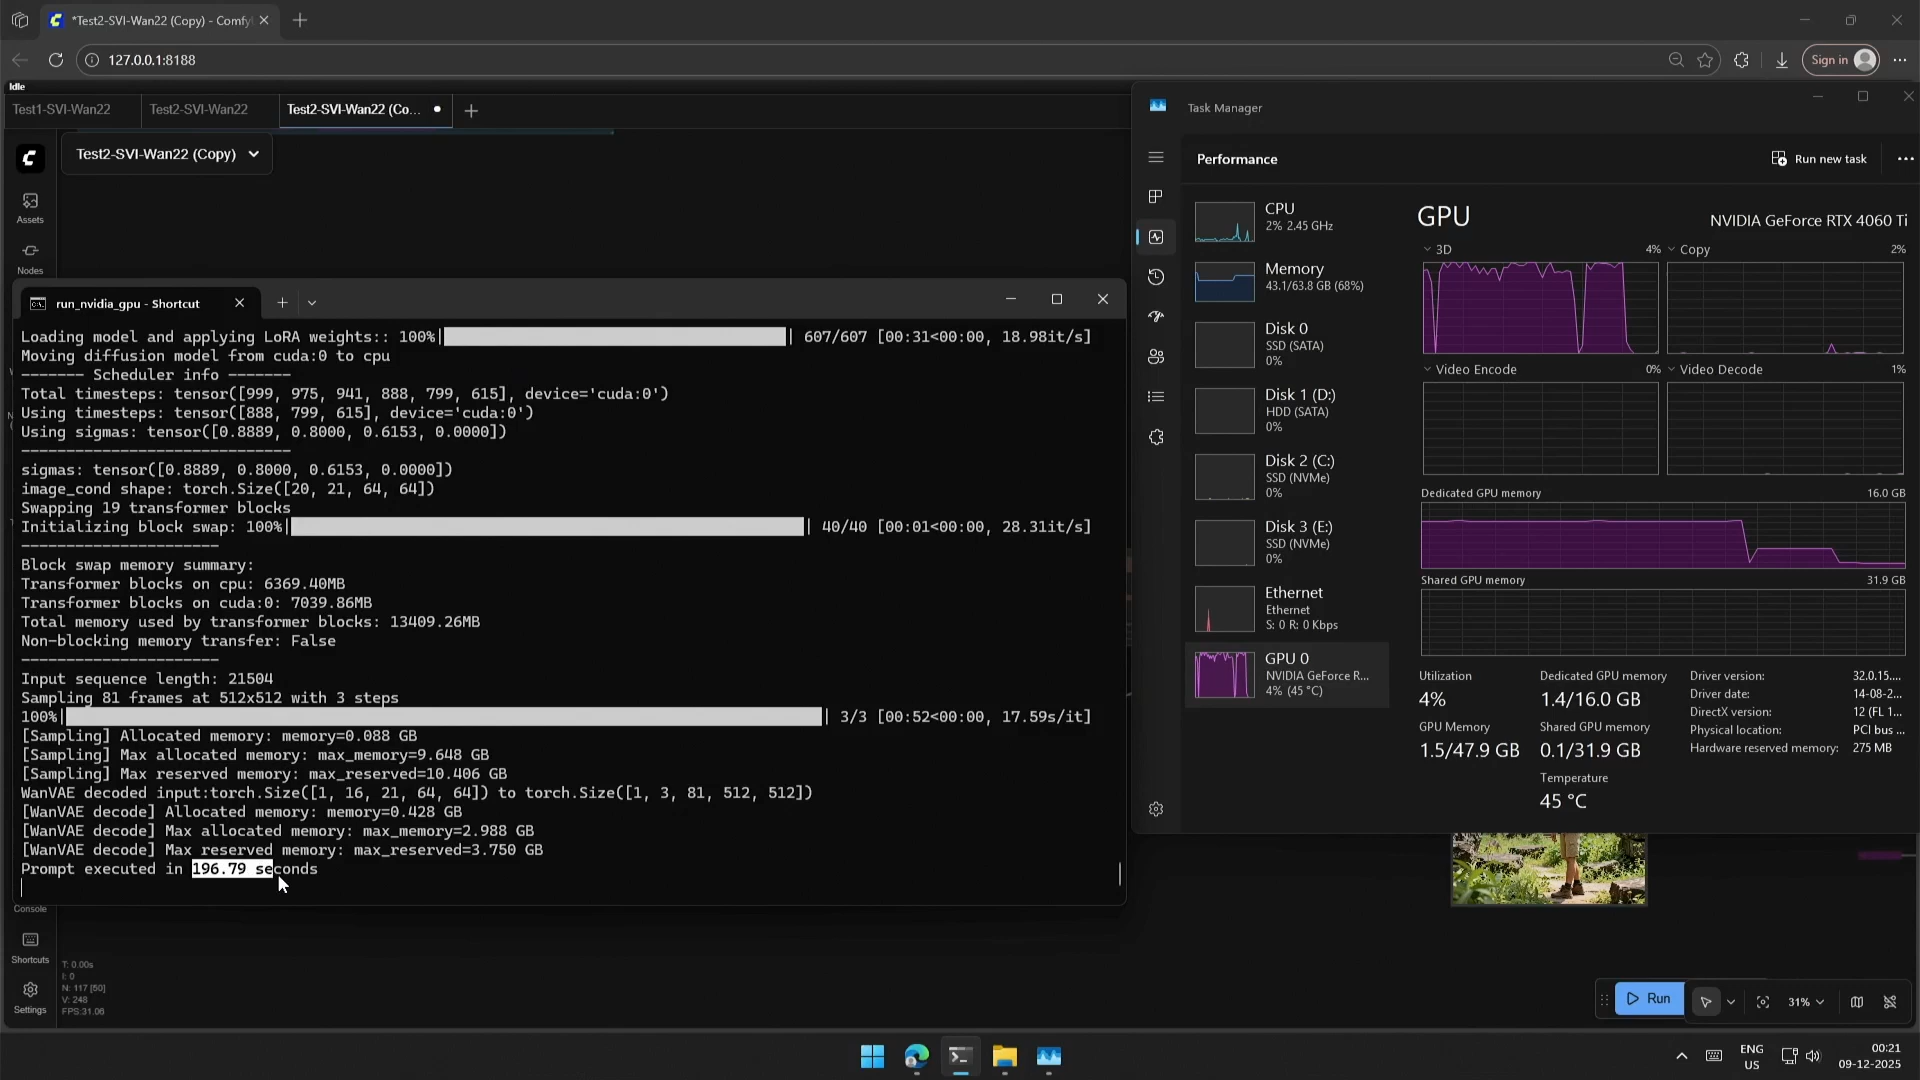 *Test2-SVI-Wan22 (Copy) - Comfy
127.0.0.1:8188
Sign in
Idle
Test1-SVI-Wan22
Test2-SVI-Wan22
Test2-SVI-Wan22 (Co...
Test2-SVI-Wan22 (Copy)
Assets
Nodes
run_nvidia_gpu - Shortcut
Loading model and applying LoRA weights:: 100%| | 607/607 [00:31<00:00, 18.98it/s]
Moving diffusion model from cuda:0 to cpu
------- Scheduler info -------
Total timesteps: tensor([999, 975, 941, 888, 799, 615], device='cuda:0')
Using timesteps: tensor([888, 799, 615], device='cuda:0')
Using sigmas: tensor([0.8889, 0.8000, 0.6153, 0.0000])
------------------------------
sigmas: tensor([0.8889, 0.8000, 0.6153, 0.0000])
image_cond shape: torch.Size([20, 21, 64, 64])
Swapping 19 transformer blocks
Initializing block swap: 100%| | 40/40 [00:01<00:00, 28.31it/s]
----------------------
Block swap memory summary:
Transformer blocks on cpu: 6369.40MB
Transformer blocks on cuda:0: 7039.86MB
Total memory used by transformer blocks: 13409.26MB
Non-blocking memory transfer: False
----------------------
Input sequence length: 21504
Sampling 81 frames at 512x512 with 3 steps
100%| | 3/3 [00:52<00:00, 17.59s/it]
[Sampling] Allocated memory: memory=0.088 GB
[Sampling] Max allocated memory: max_memory=9.648 GB
[Sampling] Max reserved memory: max_reserved=10.406 GB
WanVAE decoded input:torch.Size([1, 16, 21, 64, 64]) to torch.Size([1, 3, 81, 512, 512])
[WanVAE decode] Allocated memory: memory=0.428 GB
[WanVAE decode] Max allocated memory: max_memory=2.988 GB
[WanVAE decode] Max reserved memory: max_reserved=3.750 GB
Prompt executed in 196.79 seconds
Console
Shortcuts
Settings
T: 0.00s
I: 0
N: 117 [50]
V: 248
FPS:31.06
Task Manager
Performance
Run new task
CPU
2% 2.45 GHz
Memory
43.1/63.8 GB (68%)
Disk 0
SSD (SATA)
0%
Disk 1 (D:)
HDD (SATA)
0%
Disk 2 (C:)
SSD (NVMe)
0%
Disk 3 (E:)
SSD (NVMe)
0%
Ethernet
Ethernet
S: 0 R: 0 Kbps
GPU 0
NVIDIA GeForce R...
4% (45 °C)
GPU
NVIDIA GeForce RTX 4060 Ti
3D 4%
Copy 2%
Video Encode 0%
Video Decode 1%
Dedicated GPU memory 16.0 GB
Shared GPU memory 31.9 GB
Utilization
4%
GPU Memory
1.5/47.9 GB
Dedicated GPU memory
1.4/16.0 GB
Shared GPU memory
0.1/31.9 GB
Temperature
45 °C
Driver version: 32.0.15....
Driver date: 14-08-2...
DirectX version: 12 (FL 1...
Physical location: PCI bus ...
Hardware reserved memory: 275 MB
Run
31%
ENG
US
00:21
09-12-2025